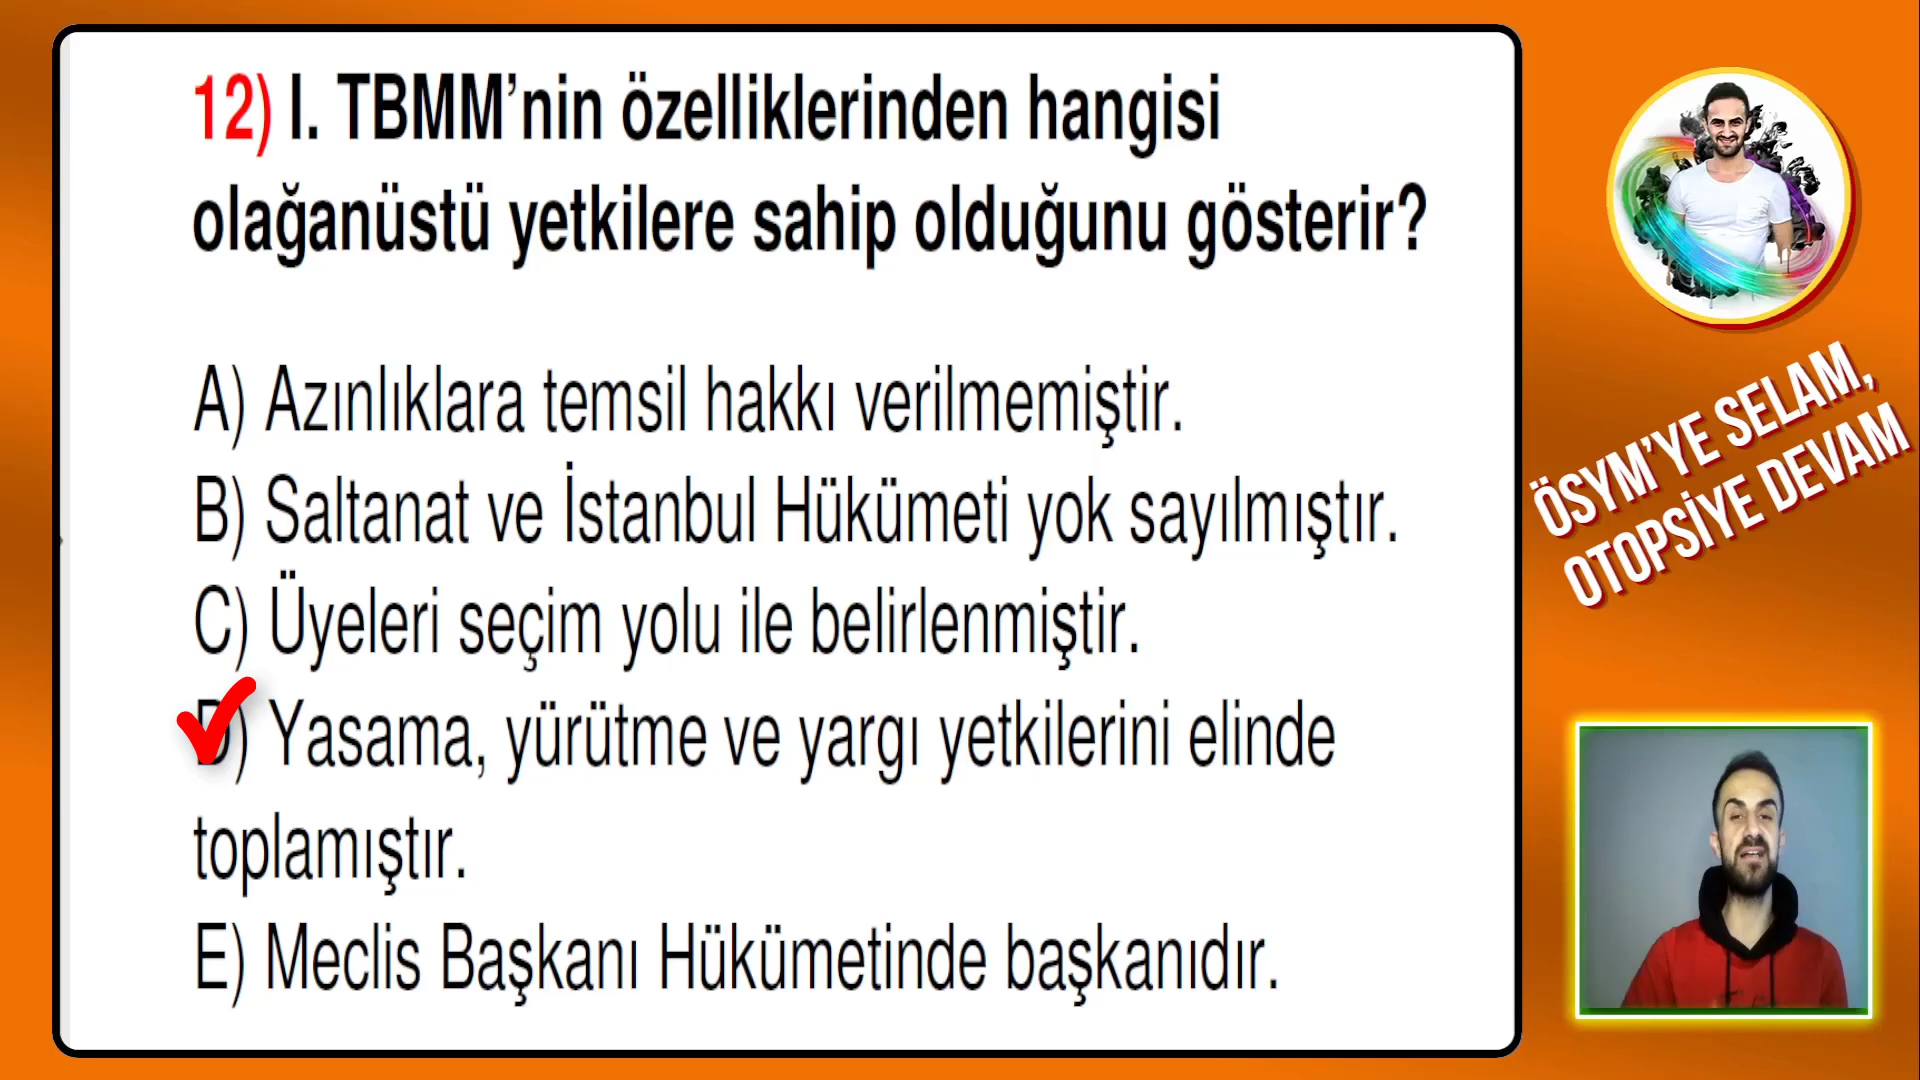 12) I. TBMM’nin özelliklerinden hangisi
olağanüstü yetkilere sahip olduğunu gösterir?
A) Azınlıklara temsil hakkı verilmemiştir.
B) Saltanat ve İstanbul Hükümeti yok sayılmıştır.
C) Üyeleri seçim yolu ile belirlenmiştir.
D) Yasama, yürütme ve yargı yetkilerini elinde
toplamıştır.
E) Meclis Başkanı Hükümetinde başkanıdır.
ÖSYM’YE SELAM,
OTOPSİYE DEVAM